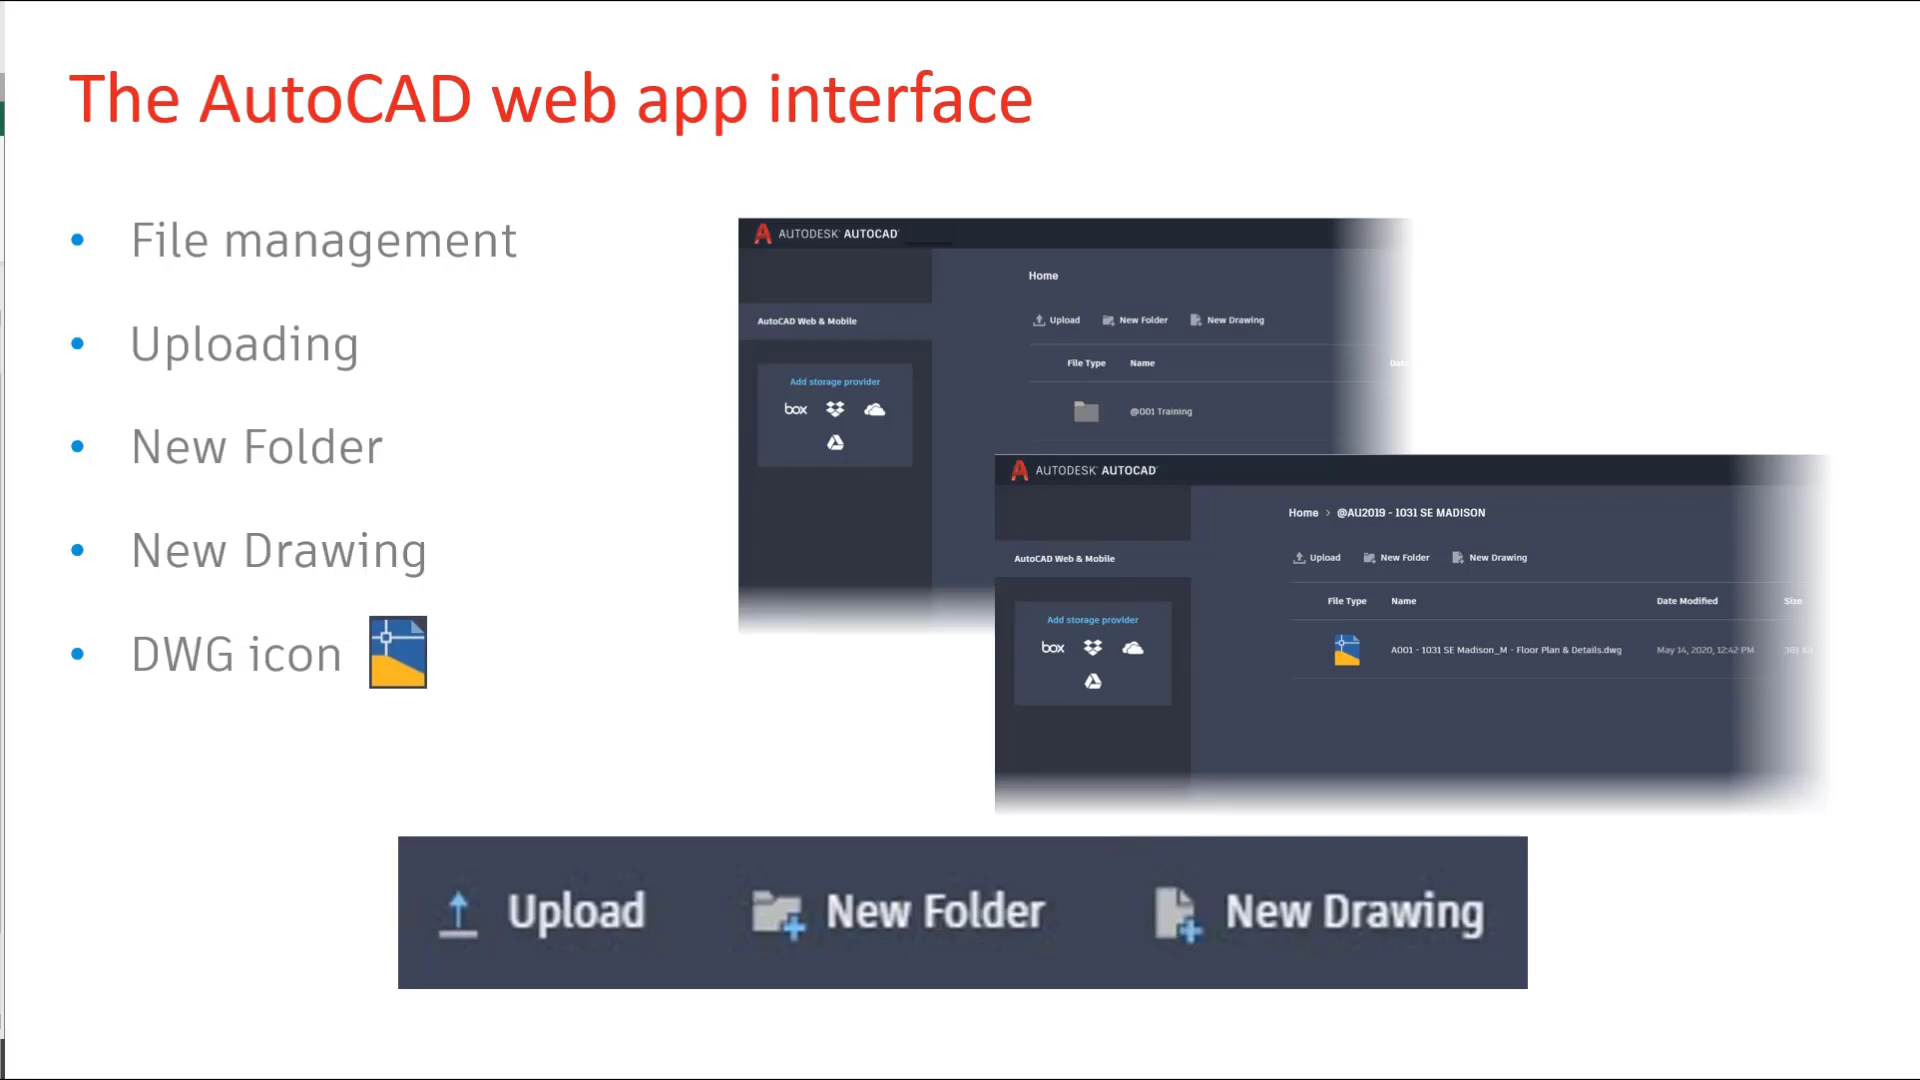 The AutoCAD web app interface
• File management
• Uploading
• New Folder
• New Drawing
• DWG icon
AUTODESK AUTOCAD
Home
AutoCAD Web & Mobile
Upload New Folder New Drawing
File Type Name Date
Add storage provider
box
@001 Training
AUTODESK AUTOCAD
Home > @AU2019 - 1031 SE MADISON
AutoCAD Web & Mobile
Upload New Folder New Drawing
File Type Name Date Modified Size
Add storage provider
box
A001 - 1031 SE Madison_M - Floor Plan & Details.dwg May 14, 2020, 12:42 PM
Upload New Folder New Drawing